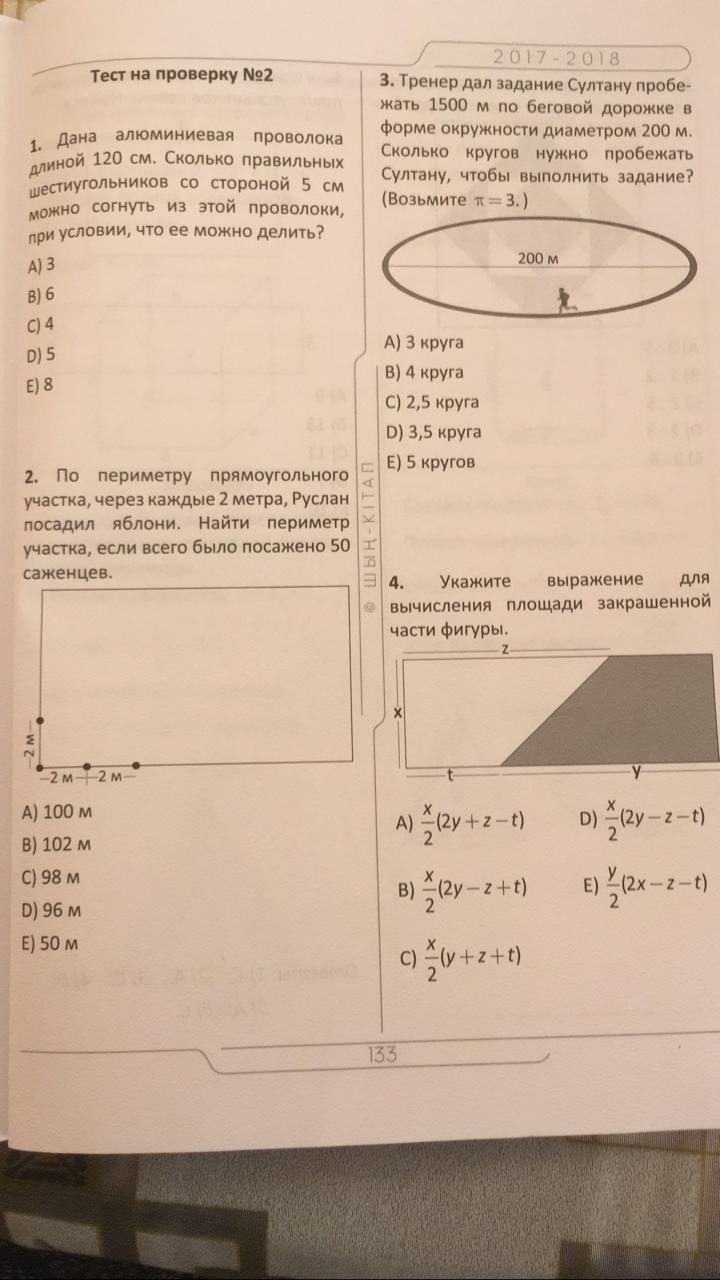 2017-2018
Тест на проверку №2
1. Дана алюминиевая проволока
длиной 120 см. Сколько правильных
шестиугольников со стороной 5 см
можно согнуть из этой проволоки,
при условии, что ее можно делить?
A) 3
B) 6
C) 4
D) 5
E) 8
2. По периметру прямоугольного
участка, через каждые 2 метра, Руслан
посадил яблони. Найти периметр
участка, если всего было посажено 50
саженцев.
2 м
2 м 2 м
A) 100 м
B) 102 м
C) 98 м
D) 96 м
E) 50 м
© ШЫҢ-КІТАП
3. Тренер дал задание Султану пробе-
жать 1500 м по беговой дорожке в
форме окружности диаметром 200 м.
Сколько кругов нужно пробежать
Султану, чтобы выполнить задание?
(Возьмите π = 3.)
200 м
A) 3 круга
B) 4 круга
C) 2,5 круга
D) 3,5 круга
E) 5 кругов
4. Укажите выражение для
вычисления площади закрашенной
части фигуры.
z
x
t y
A) x/2(2y+z−t) D) x/2(2y−z−t)
B) x/2(2y−z+t) E) y/2(2x−z−t)
C) x/2(y+z+t)
133